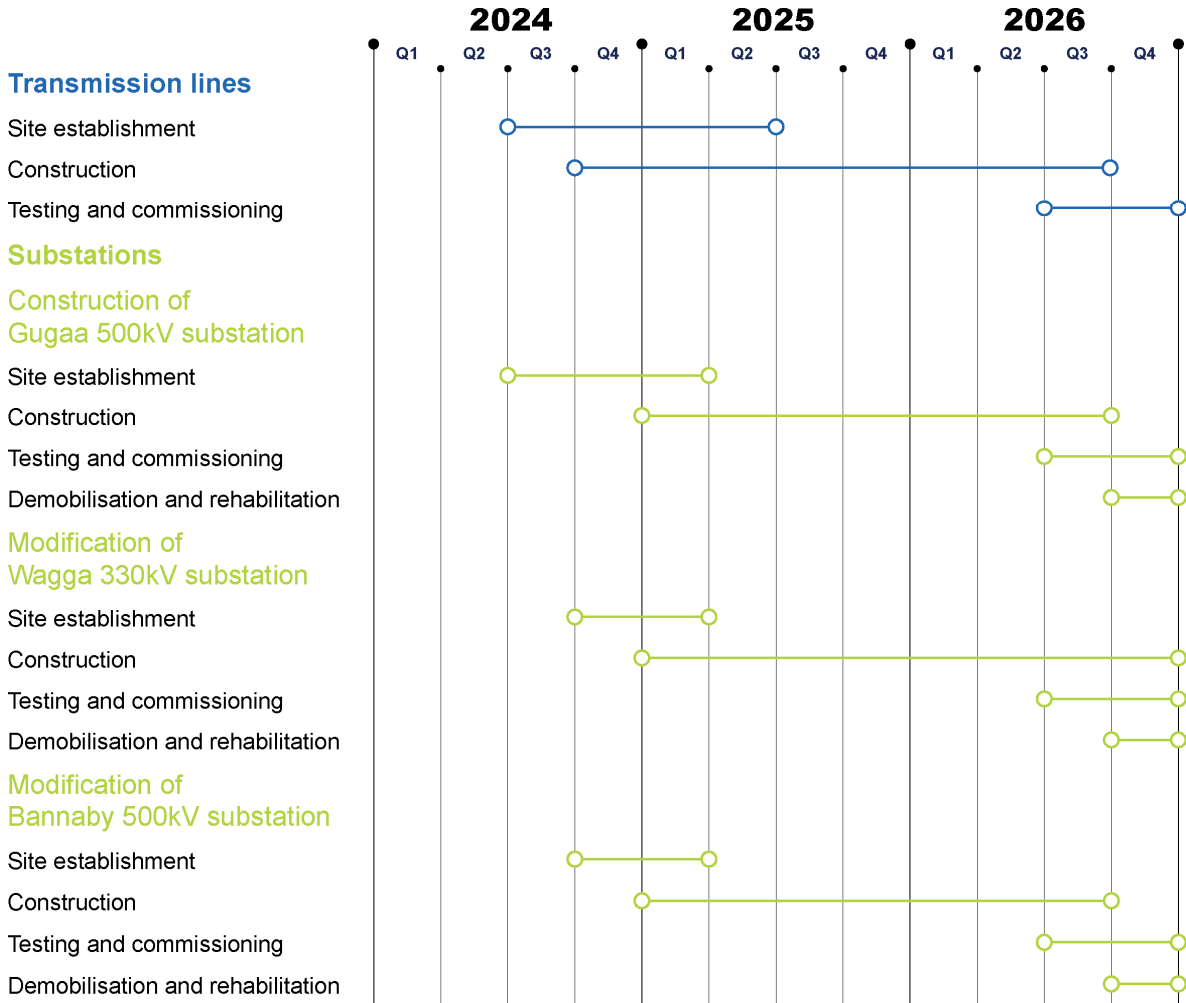 2024 2025 2026
Q1 Q2 Q3 Q4 Q1 Q2 Q3 Q4 Q1 Q2 Q3 Q4
Transmission lines
Site establishment
Construction
Testing and commissioning
Substations
Construction of
Gugaa 500kV substation
Site establishment
Construction
Testing and commissioning
Demobilisation and rehabilitation
Modification of
Wagga 330kV substation
Site establishment
Construction
Testing and commissioning
Demobilisation and rehabilitation
Modification of
Bannaby 500kV substation
Site establishment
Construction
Testing and commissioning
Demobilisation and rehabilitation